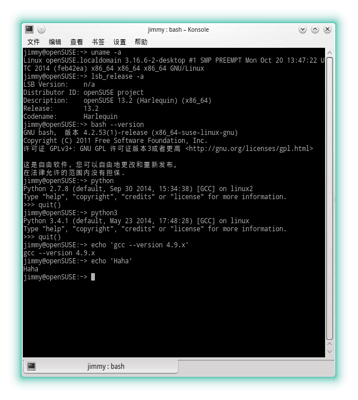 jimmy : bash – Konsole
文件 编辑 查看 书签 设置 帮助
jimmy@openSUSE:~> uname -a
Linux openSUSE.localdomain 3.16.6-2-desktop #1 SMP PREEMPT Mon Oct 20 13:47:22 U
TC 2014 (feb42ea) x86_64 x86_64 x86_64 GNU/Linux
jimmy@openSUSE:~> lsb_release -a
LSB Version: n/a
Distributor ID: openSUSE project
Description: openSUSE 13.2 (Harlequin) (x86_64)
Release: 13.2
Codename: Harlequin
jimmy@openSUSE:~> bash --version
GNU bash, 版本 4.2.53(1)-release (x86_64-suse-linux-gnu)
Copyright (C) 2011 Free Software Foundation, Inc.
许可证 GPLv3+: GNU GPL 许可证版本3或者更高 <http://gnu.org/licenses/gpl.html>
这是自由软件，您可以自由地更改和重新发布。
在法律允许的范围内没有担保.
jimmy@openSUSE:~> python
Python 2.7.8 (default, Sep 30 2014, 15:34:38) [GCC] on linux2
Type "help", "copyright", "credits" or "license" for more information.
>>> quit()
jimmy@openSUSE:~> python3
Python 3.4.1 (default, May 23 2014, 17:48:28) [GCC] on linux
Type "help", "copyright", "credits" or "license" for more information.
>>> quit()
jimmy@openSUSE:~> echo 'gcc --version 4.9.x'
gcc --version 4.9.x
jimmy@openSUSE:~> echo 'Haha'
Haha
jimmy@openSUSE:~>
jimmy : bash